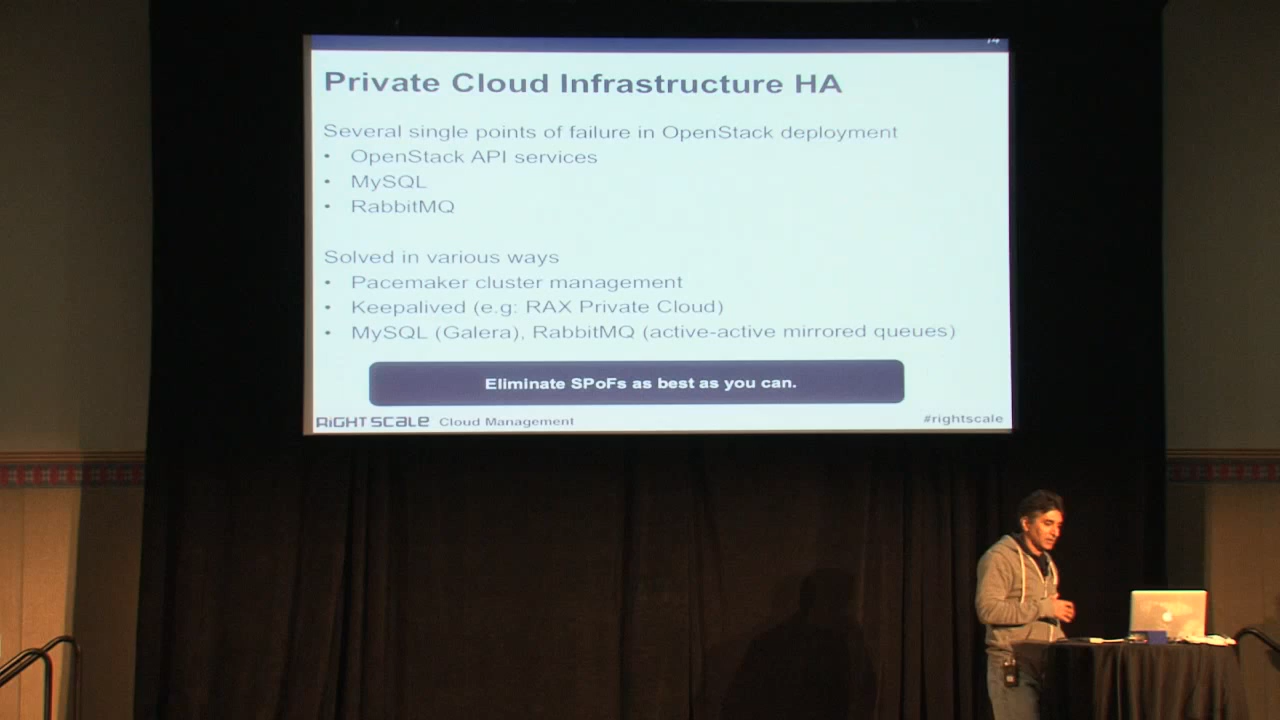 Private Cloud Infrastructure HA
Several single points of failure in OpenStack deployment
• OpenStack API services
• MySQL
• RabbitMQ
Solved in various ways
• Pacemaker cluster management
• Keepalived (e.g: RAX Private Cloud)
• MySQL (Galera), RabbitMQ (active-active mirrored queues)
Eliminate SPoFs as best as you can.
RIGHTSCALE Cloud Management
#rightscale